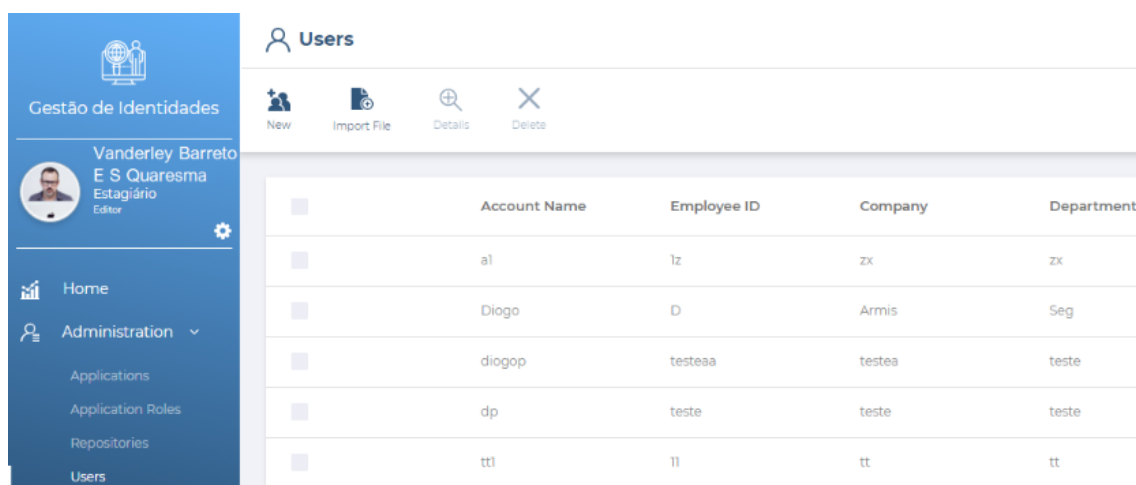 Gestão de Identidades
Vanderley Barreto
E S Quaresma
Estagiário
Editor
Home
Administration
Applications
Application Roles
Repositories
Users
Users
New Import File Details Delete
Account Name Employee ID Company Department
a1 1z zx zx
Diogo D Armis Seg
diogop testeaa testea teste
dp teste teste teste
tt1 11 tt tt